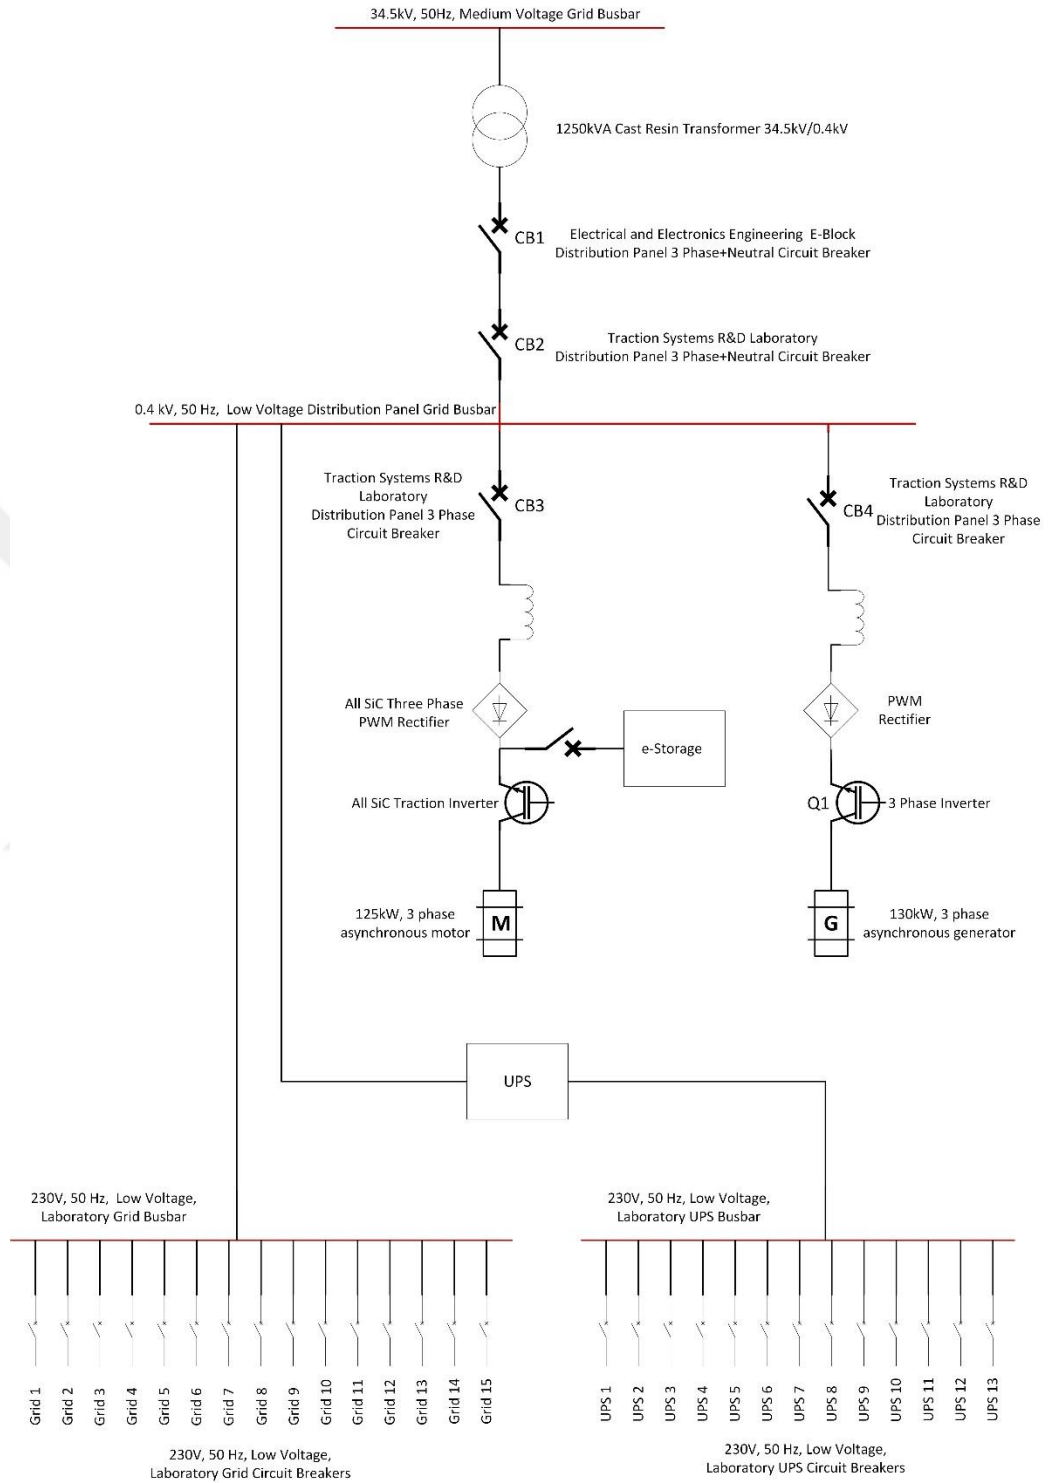 34.5kV, 50Hz, Medium Voltage Grid Busbar
1250kVA Cast Resin Transformer 34.5kV/0.4kV
CB1
Electrical and Electronics Engineering E-Block
Distribution Panel 3 Phase+Neutral Circuit Breaker
CB2
Traction Systems R&D Laboratory
Distribution Panel 3 Phase+Neutral Circuit Breaker
0.4 kV, 50 Hz, Low Voltage Distribution Panel Grid Busbar
Traction Systems R&D
Laboratory
Distribution Panel 3 Phase
Circuit Breaker
CB3
CB4
Traction Systems R&D
Laboratory
Distribution Panel 3 Phase
Circuit Breaker
All SiC Three Phase
PWM Rectifier
e-Storage
PWM
Rectifier
All SiC Traction Inverter
Q1
3 Phase Inverter
125kW, 3 phase
asynchronous motor
M
G
130kW, 3 phase
asynchronous generator
UPS
230V, 50 Hz, Low Voltage,
Laboratory Grid Busbar
230V, 50 Hz, Low Voltage,
Laboratory UPS Busbar
Grid 1
Grid 2
Grid 3
Grid 4
Grid 5
Grid 6
Grid 7
Grid 8
Grid 9
Grid 10
Grid 11
Grid 12
Grid 13
Grid 14
Grid 15
UPS 1
UPS 2
UPS 3
UPS 4
UPS 5
UPS 6
UPS 7
UPS 8
UPS 9
UPS 10
UPS 11
UPS 12
UPS 13
230V, 50 Hz, Low Voltage,
Laboratory Grid Circuit Breakers
230V, 50 Hz, Low Voltage,
Laboratory UPS Circuit Breakers